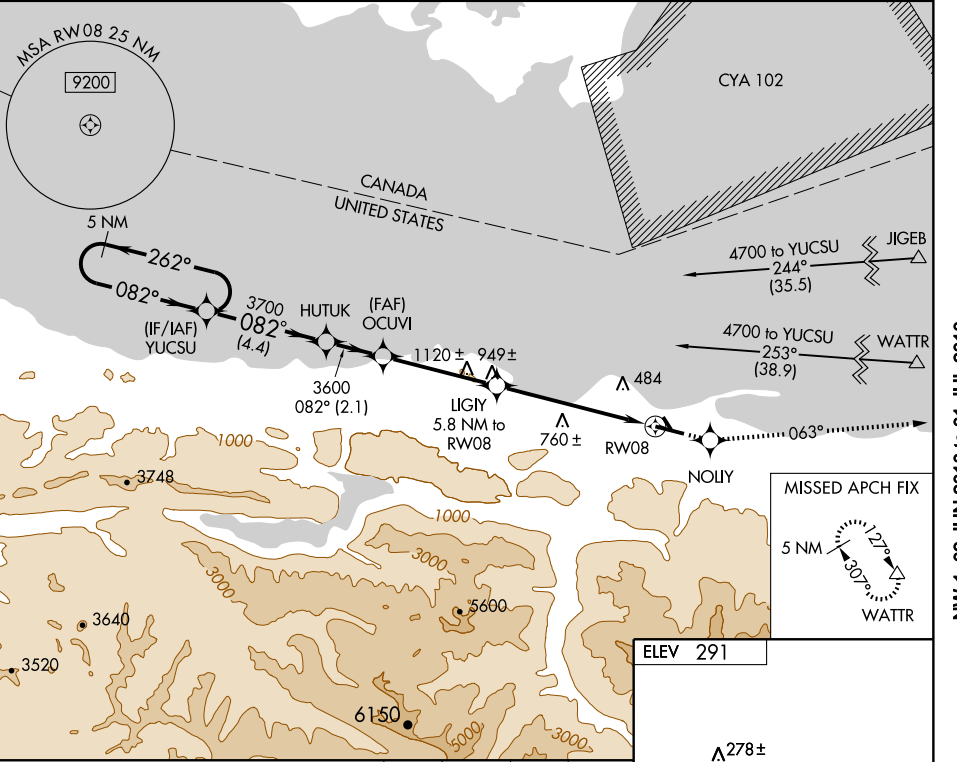 MSA RW08 25 NM
9200
CYA 102
CANADA
UNITED STATES
5 NM
262°
082°
(IF/IAF)
YUCSU
3700
082°
(4.4)
HUTUK
(FAF)
OCUVI
3600
082° (2.1)
1120 ±
949 ±
LIGIY
5.8 NM to
RW08
760 ±
484
RW08
NOLIY
063°
4700 to YUCSU
244°
(35.5)
JIGEB
4700 to YUCSU
253°
(38.9)
WATTR
1000
3748
1000
3000
3000
5600
3640
3520
6150
5000
3000
MISSED APCH FIX
5 NM
127°
307°
WATTR
ELEV 291
278 ±